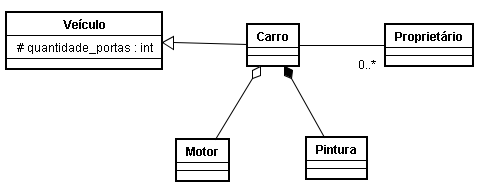 Veículo
# quantidade_portas : int
Carro
Proprietário
0..*
Motor
Pintura